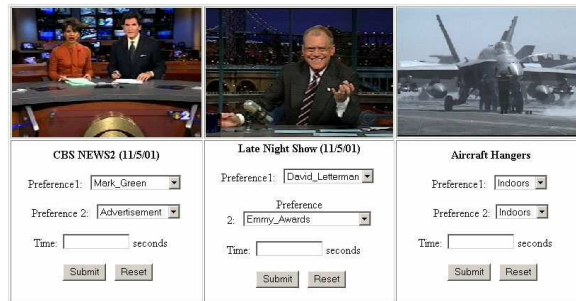 CBS NEWS2 (11/5/01)
Preference1: Mark_Green
Preference 2: Advertisement
Time: seconds
Submit Reset
Late Night Show (11/5/01)
Preference1: David_Letterman
Preference
2: Emmy_Awards
Time: seconds
Submit Reset
Aircraft Hangers
Preference1: Indoors
Preference 2: Indoors
Time: seconds
Submit Reset